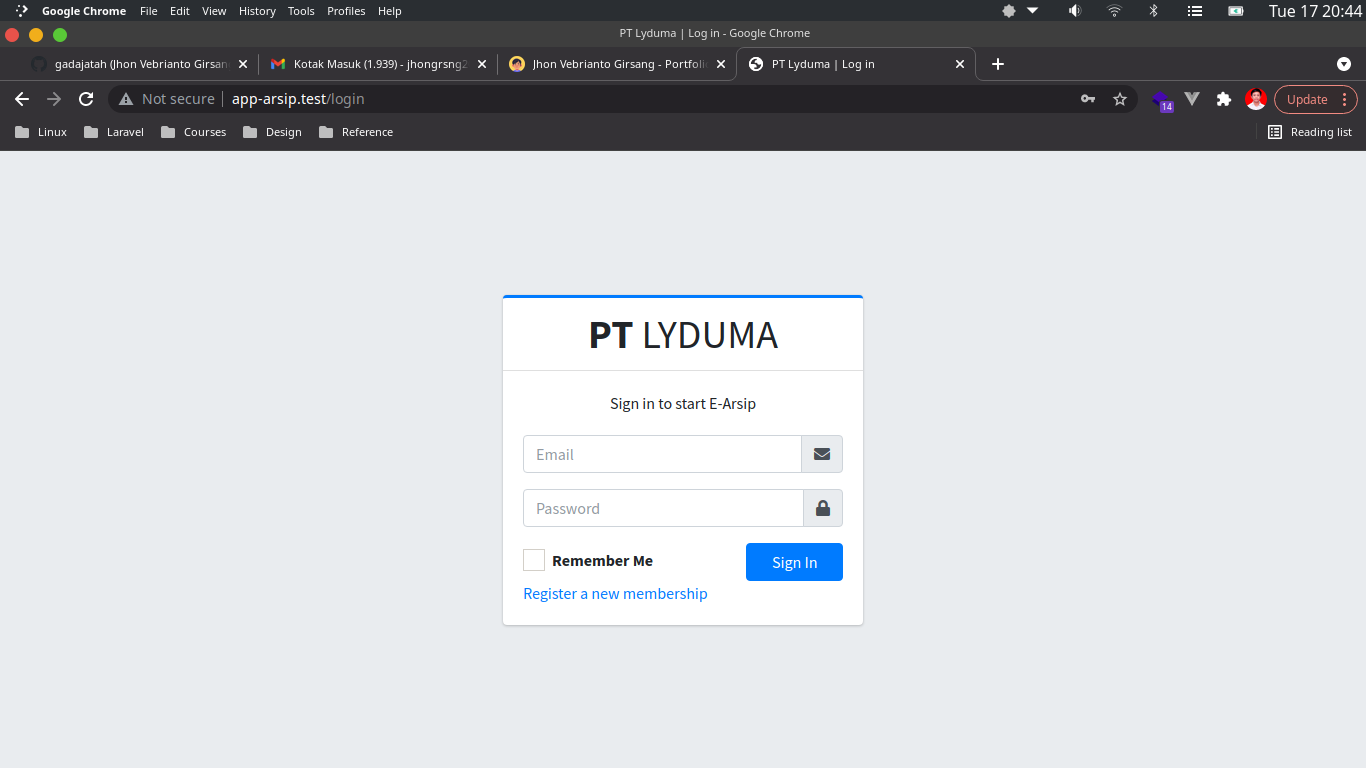 Google Chrome File Edit View History Tools Profiles Help Tue 17 20:44
PT Lyduma | Log in - Google Chrome
gadajatah (Jhon Vebrianto Girsan
Kotak Masuk (1.939) - jhongrsng2
Jhon Vebrianto Girsang - Portfoli
PT Lyduma | Log in
Not secure app-arsip.test/login 14 Update
Linux Laravel Courses Design Reference Reading list
PT LYDUMA
Sign in to start E-Arsip
Email
Password
Remember Me Sign In
Register a new membership